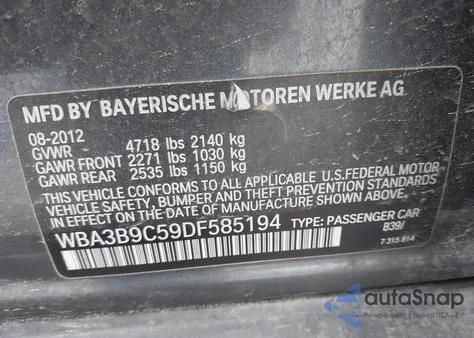 MFD BY BAYERISCHE MOTOREN WERKE AG
08-2012
GVWR 4718 lbs 2140 kg
GAWR FRONT 2271 lbs 1030 kg
GAWR REAR 2535 lbs 1150 kg
THIS VEHICLE CONFORMS TO ALL APPLICABLE U.S.FEDERAL MOTOR
VEHICLE SAFETY, BUMPER, AND THEFT PREVENTION STANDARDS IN EFFECT
ON THE DATE OF MANUFACTURE SHOWN ABOVE.
WBA3B9C59DF585194 TYPE: PASSENGER CAR
B39/
7 315 814
autaSnap